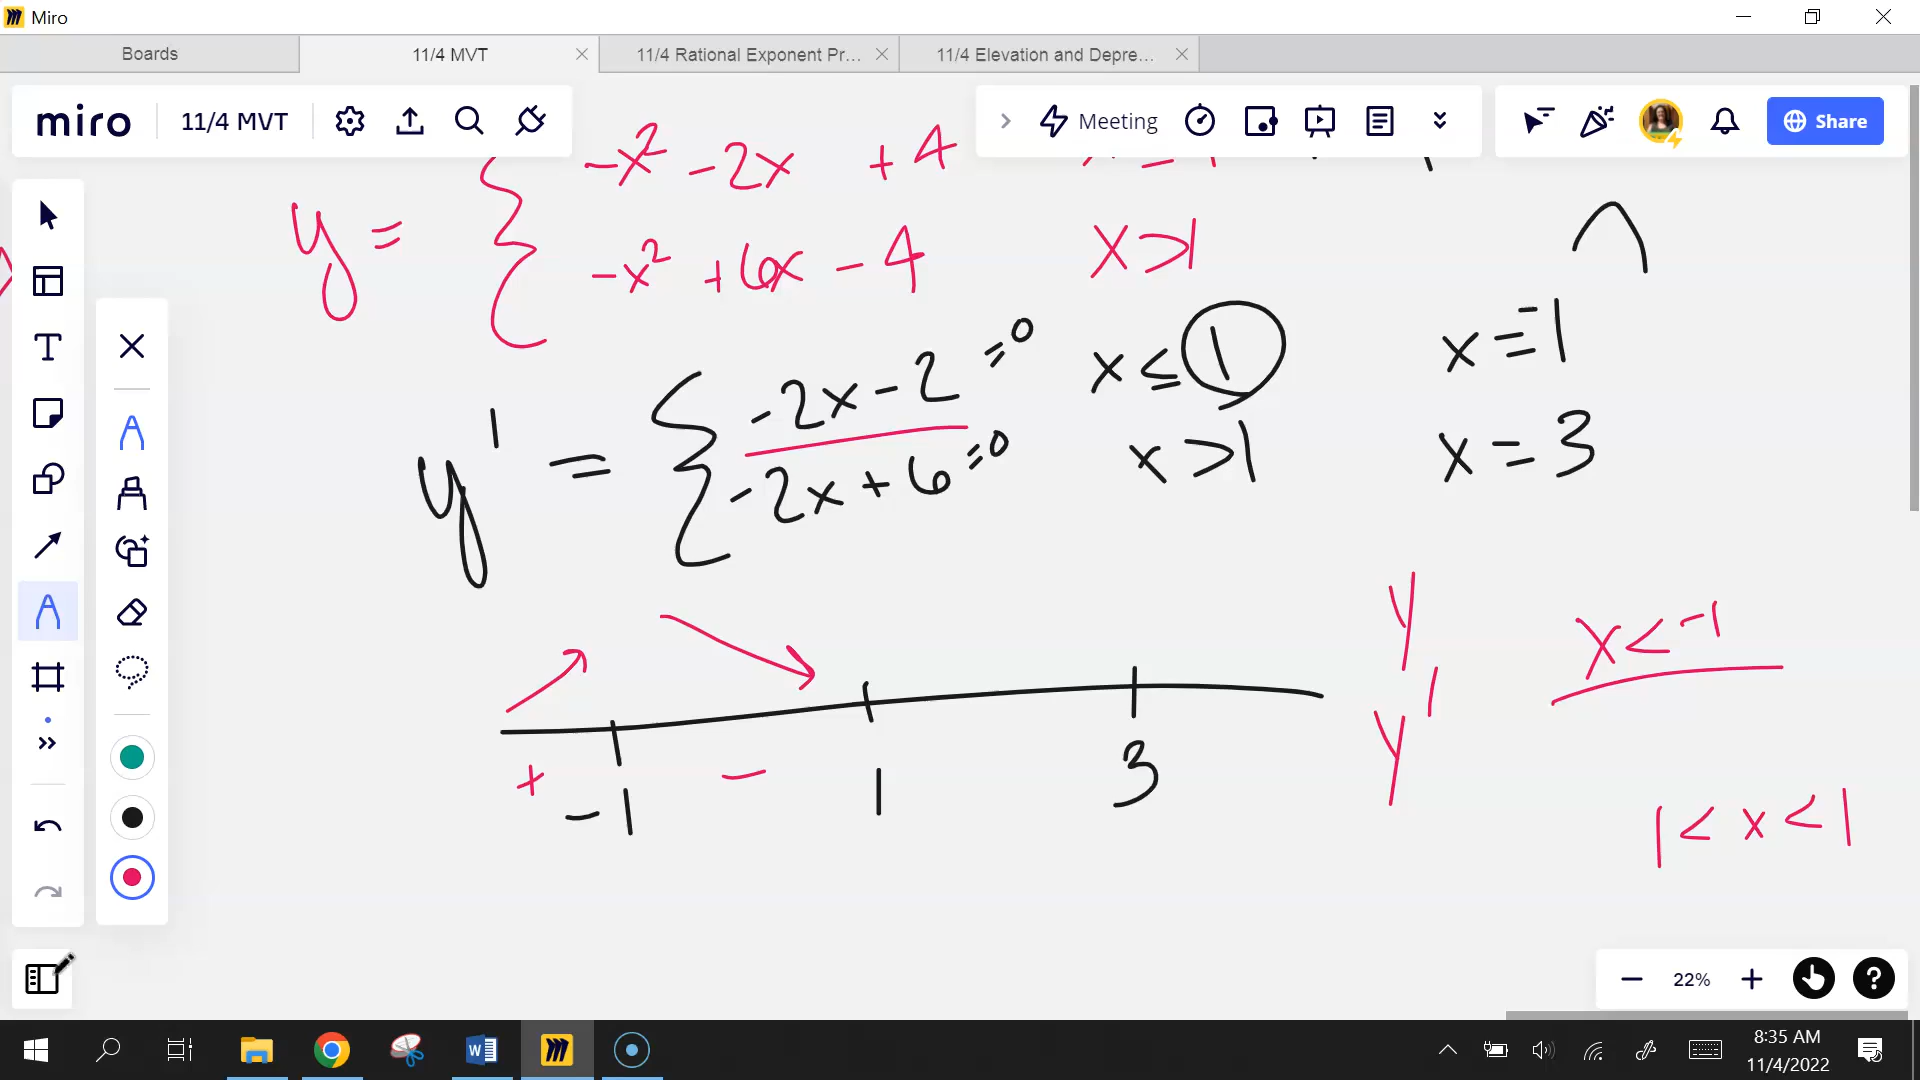 Miro
Boards 11/4 MVT 11/4 Rational Exponent Pr... 11/4 Elevation and Depre...
miro 11/4 MVT Meeting Share
y = { -x² - 2x + 4
-x² + 6x - 4 x > 1
y' = { -2x - 2 = 0 x ≤ 1 x = -1
-2x + 6 = 0 x > 1 x = 3
y x < -1
y'
+ -
-1 1 3
1 < x < 1
22%
8:35 AM
11/4/2022